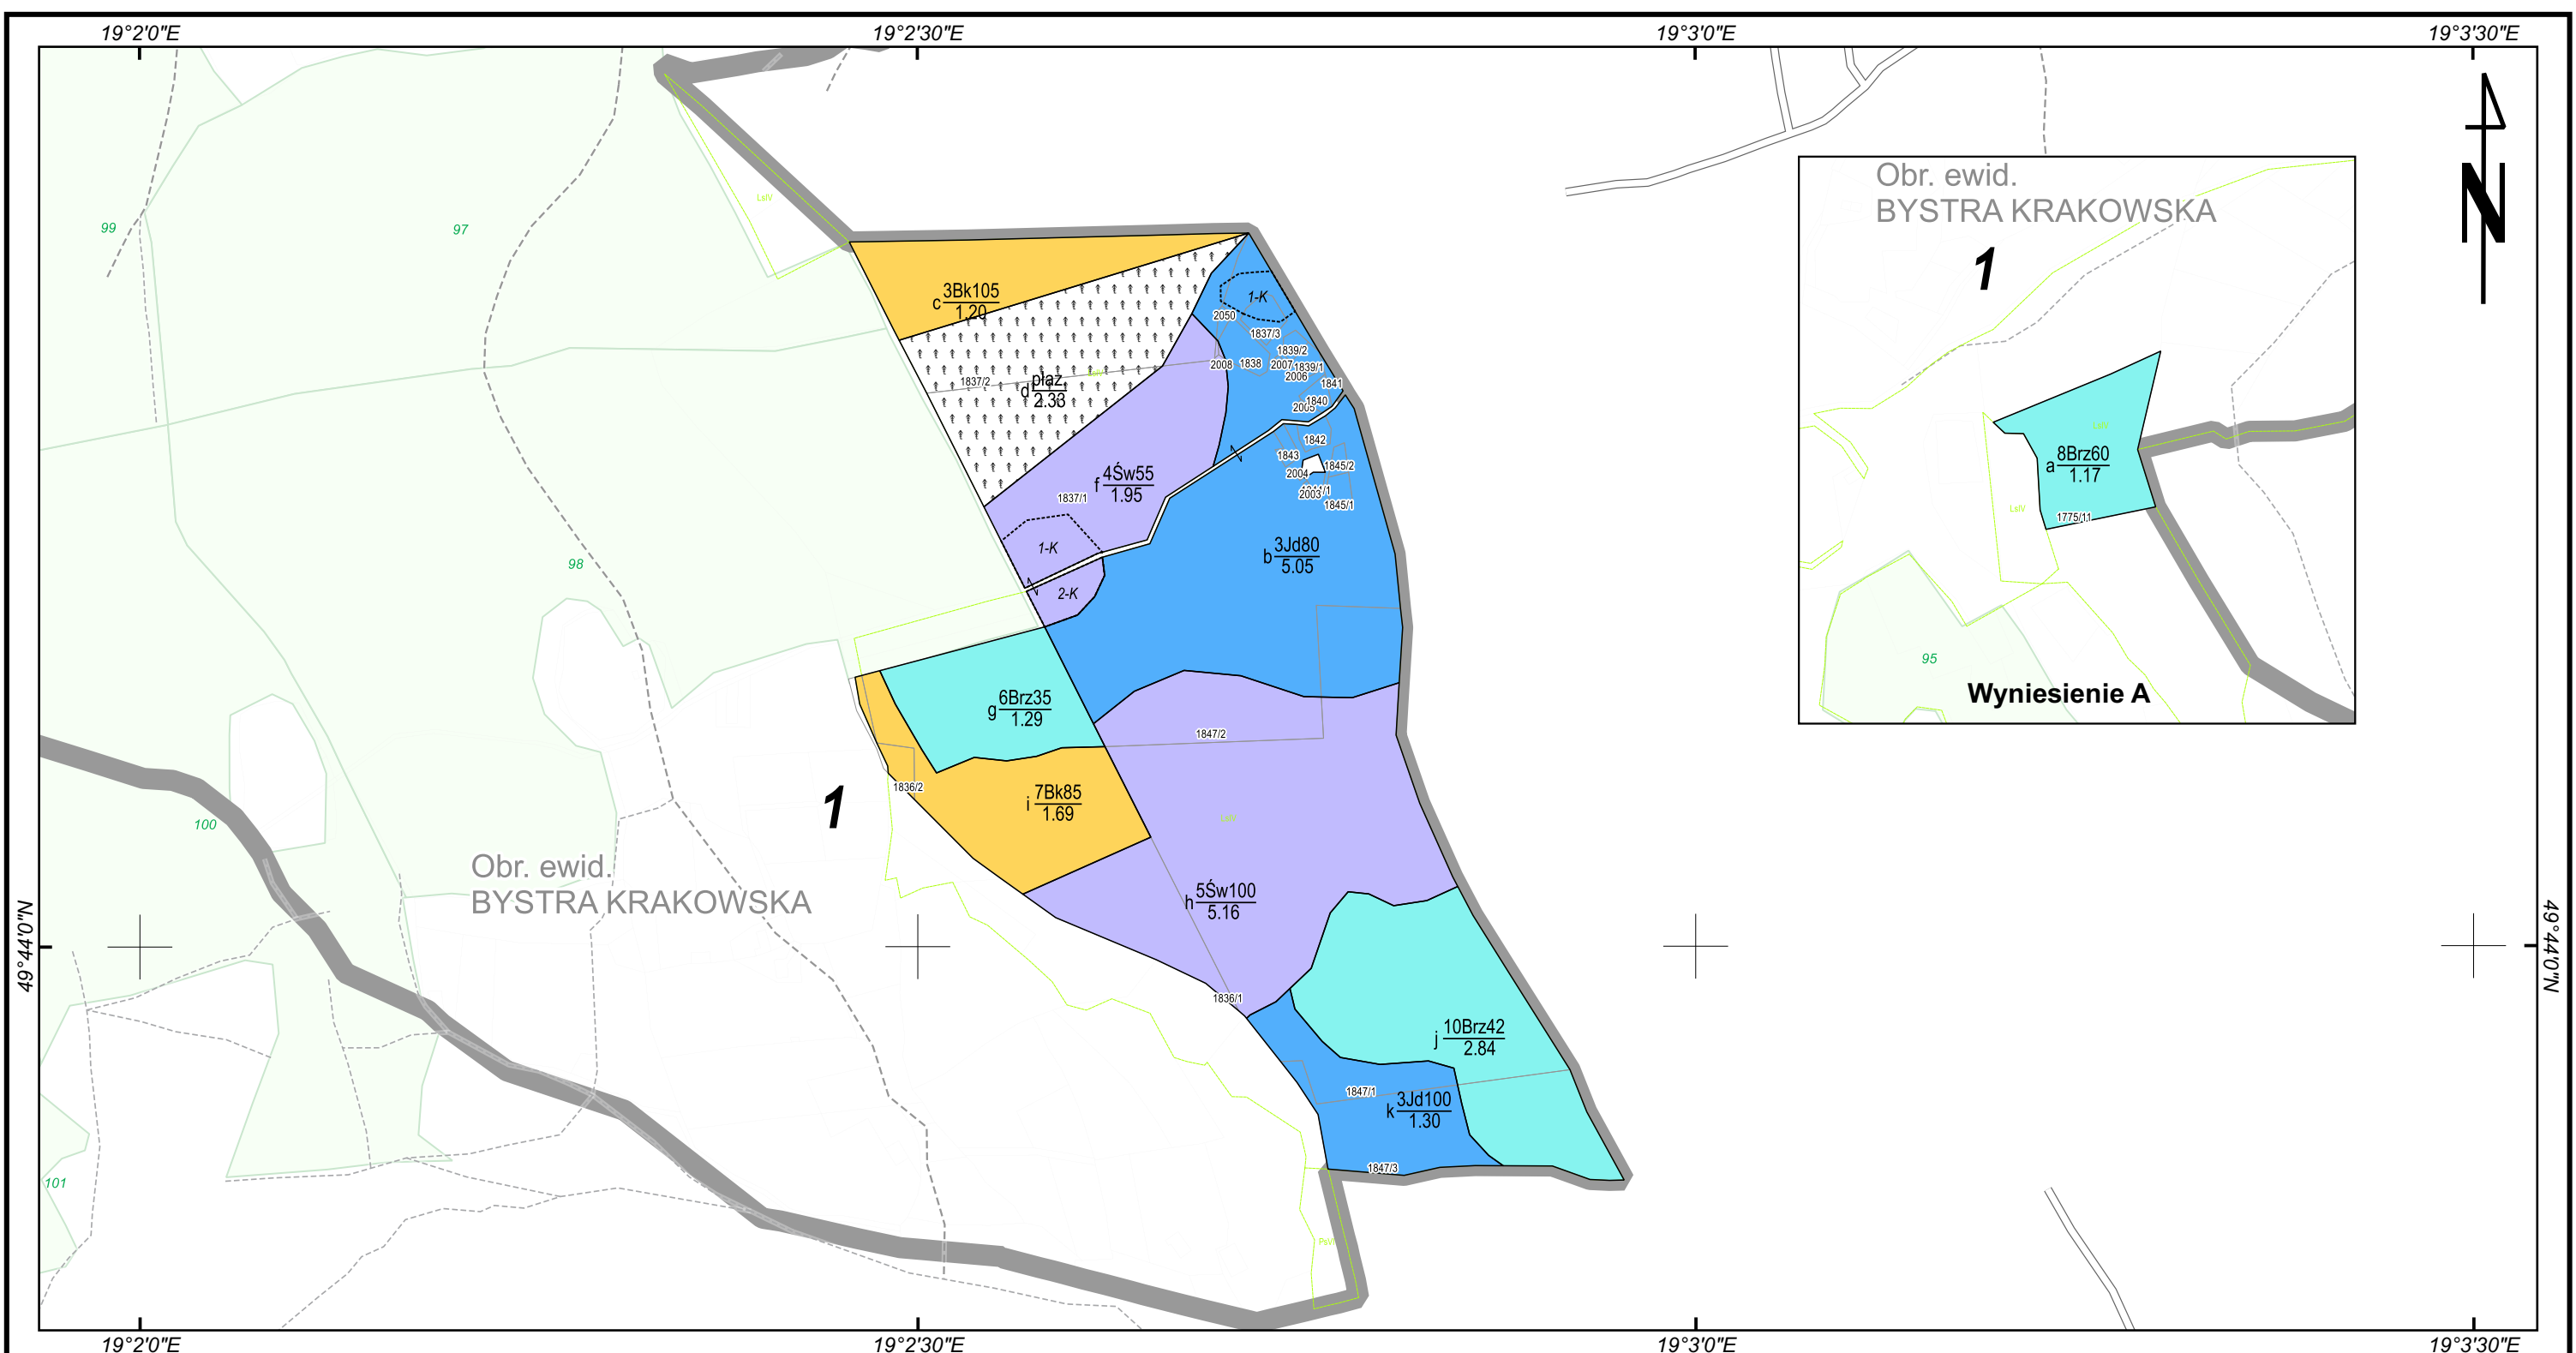 19°2'0"E
19°2'30"E
19°3'0"E
19°3'30"E
N
Obr. ewid.
BYSTRA KRAKOWSKA
1
LsIV
a 8Brz60
1.17
LsIV
1775/11
95
Wyniesienie A
99
97
LsIV
c 3Bk105
1.20
1-K
2050
1837/3
1839/2
2008
1838
2007
1839/1
2006
1837/2
d płaz.
2.33
1841
1840
2005
1842
1843
1845/2
2004
2003
1845/1
f 4Św55
1.95
1837/1
1-K
b 3Jd80
5.05
98
2-K
g 6Brz35
1.29
1847/2
1836/2
i 7Bk85
1.69
1
100
Obr. ewid.
BYSTRA KRAKOWSKA
h 5Św100
5.16
49°44'0"N
49°44'0"N
1836/1
j 10Brz42
2.84
1847/1
k 3Jd100
1.30
1847/3
101
19°2'0"E
19°2'30"E
19°3'0"E
19°3'30"E